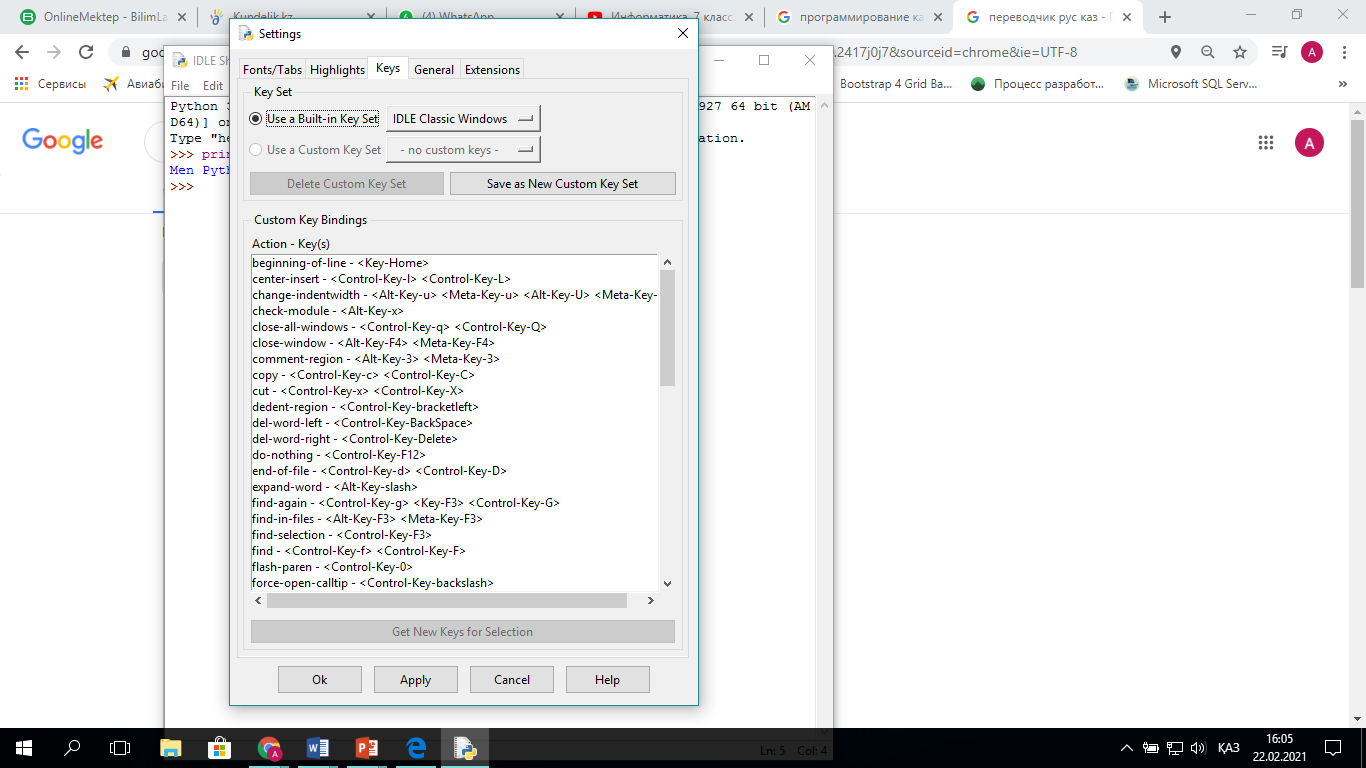 OnlineMektep - BilimLa
Kundelik.kz
(4) WhatsApp
Информатика, 7 класс.
программирование ка
переводчик рус каз - П
goo
2417j0j7&sourceid=chrome&ie=UTF-8
A
Сервисы
Авиаби
Bootstrap 4 Grid Ba...
Процесс разработ...
Microsoft SQL Serv...
»
IDLE Sh
File Edit
Python 3
927 64 bit (AM
D64)] on
Type "he
ation.
>>> prin
Men Pyth
>>>
Google
A
Settings
Fonts/Tabs Highlights Keys General Extensions
Key Set
Use a Built-in Key Set IDLE Classic Windows
Use a Custom Key Set - no custom keys -
Delete Custom Key Set Save as New Custom Key Set
Custom Key Bindings
Action - Key(s)
beginning-of-line - <Key-Home>
center-insert - <Control-Key-l> <Control-Key-L>
change-indentwidth - <Alt-Key-u> <Meta-Key-u> <Alt-Key-U> <Meta-Key-
check-module - <Alt-Key-x>
close-all-windows - <Control-Key-q> <Control-Key-Q>
close-window - <Alt-Key-F4> <Meta-Key-F4>
comment-region - <Alt-Key-3> <Meta-Key-3>
copy - <Control-Key-c> <Control-Key-C>
cut - <Control-Key-x> <Control-Key-X>
dedent-region - <Control-Key-bracketleft>
del-word-left - <Control-Key-BackSpace>
del-word-right - <Control-Key-Delete>
do-nothing - <Control-Key-F12>
end-of-file - <Control-Key-d> <Control-Key-D>
expand-word - <Alt-Key-slash>
find-again - <Control-Key-g> <Key-F3> <Control-Key-G>
find-in-files - <Alt-Key-F3> <Meta-Key-F3>
find-selection - <Control-Key-F3>
find - <Control-Key-f> <Control-Key-F>
flash-paren - <Control-Key-0>
force-open-calltip - <Control-Key-backslash>
Get New Keys for Selection
Ok Apply Cancel Help
Ln: 5 Col: 4
ҚАЗ
16:05
22.02.2021